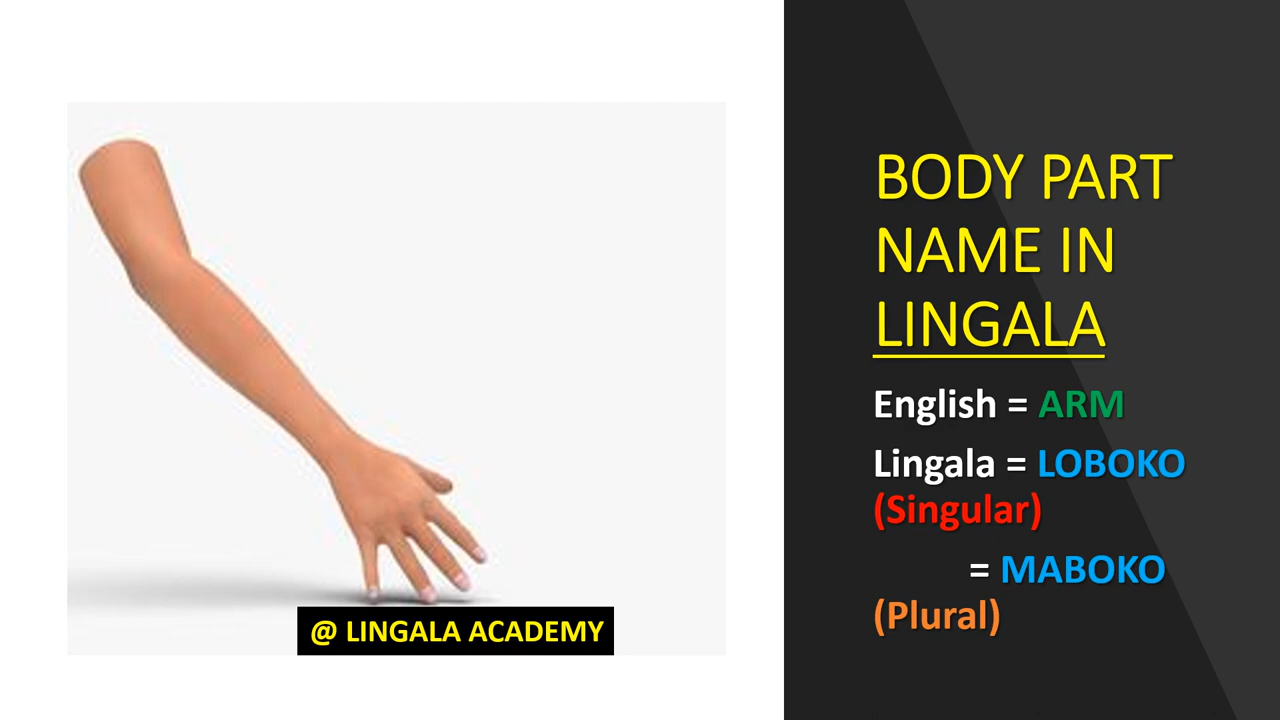 BODY PART
NAME IN
LINGALA
English = ARM
Lingala = LOBOKO
(Singular)
= MABOKO
(Plural)
@ LINGALA ACADEMY